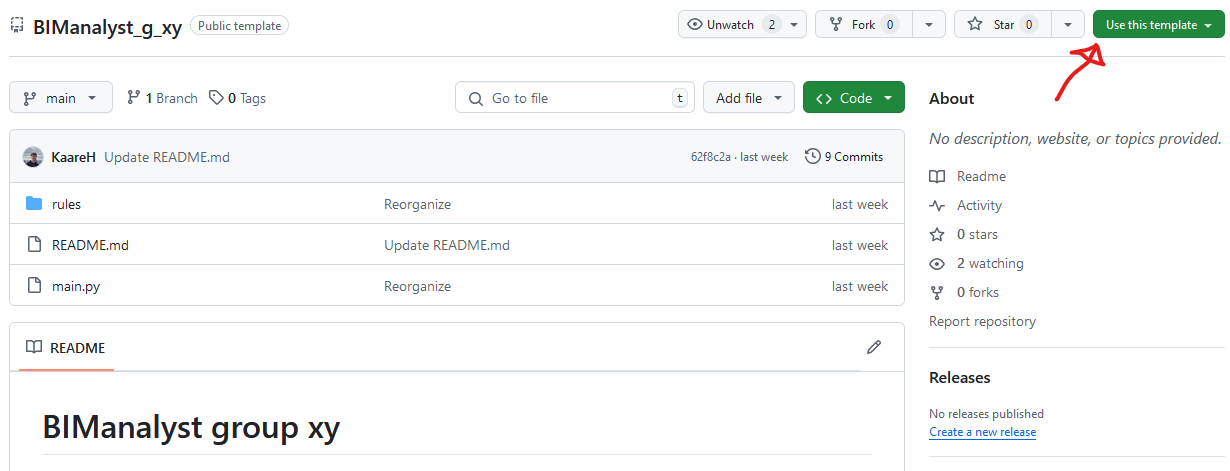 BIManalyst_g_xy Public template Unwatch 2 Fork 0 Star 0 Use this template
main 1 Branch 0 Tags Go to file t Add file Code
About
No description, website, or topics provided.
KaareH Update README.md 62f8c2a · last week 9 Commits
Readme
rules Reorganize last week
Activity
0 stars
README.md Update README.md last week
2 watching
main.py Reorganize last week
0 forks
Report repository
README
Releases
No releases published
Create a new release
BIManalyst group xy